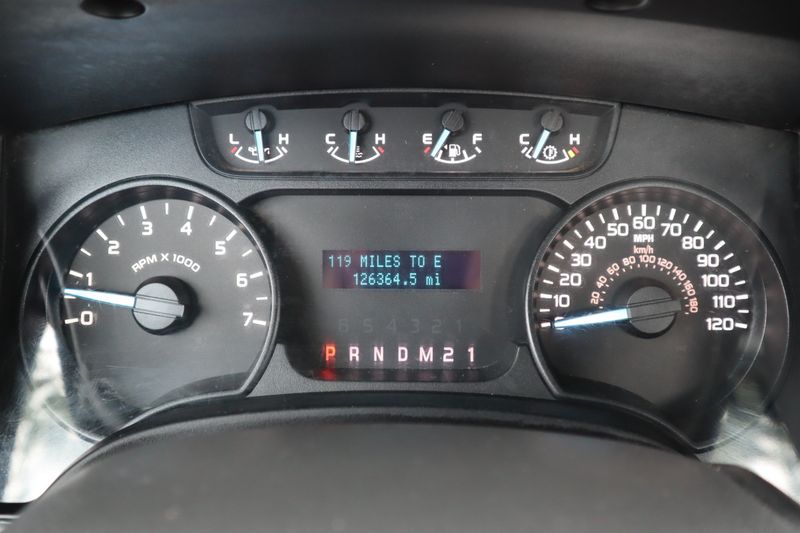 L H
C H
E F
C H
0 1 2 3 4 5 6 7
RPM X 1000
119 MILES TO E
126364.5 mi
6 5 4 3 2 1
P R N D M 2 1
0 10 20 30 40 50 60 70 80 90 100 110 120
MPH
km/h
20 40 60 80 100 120 140 160 180